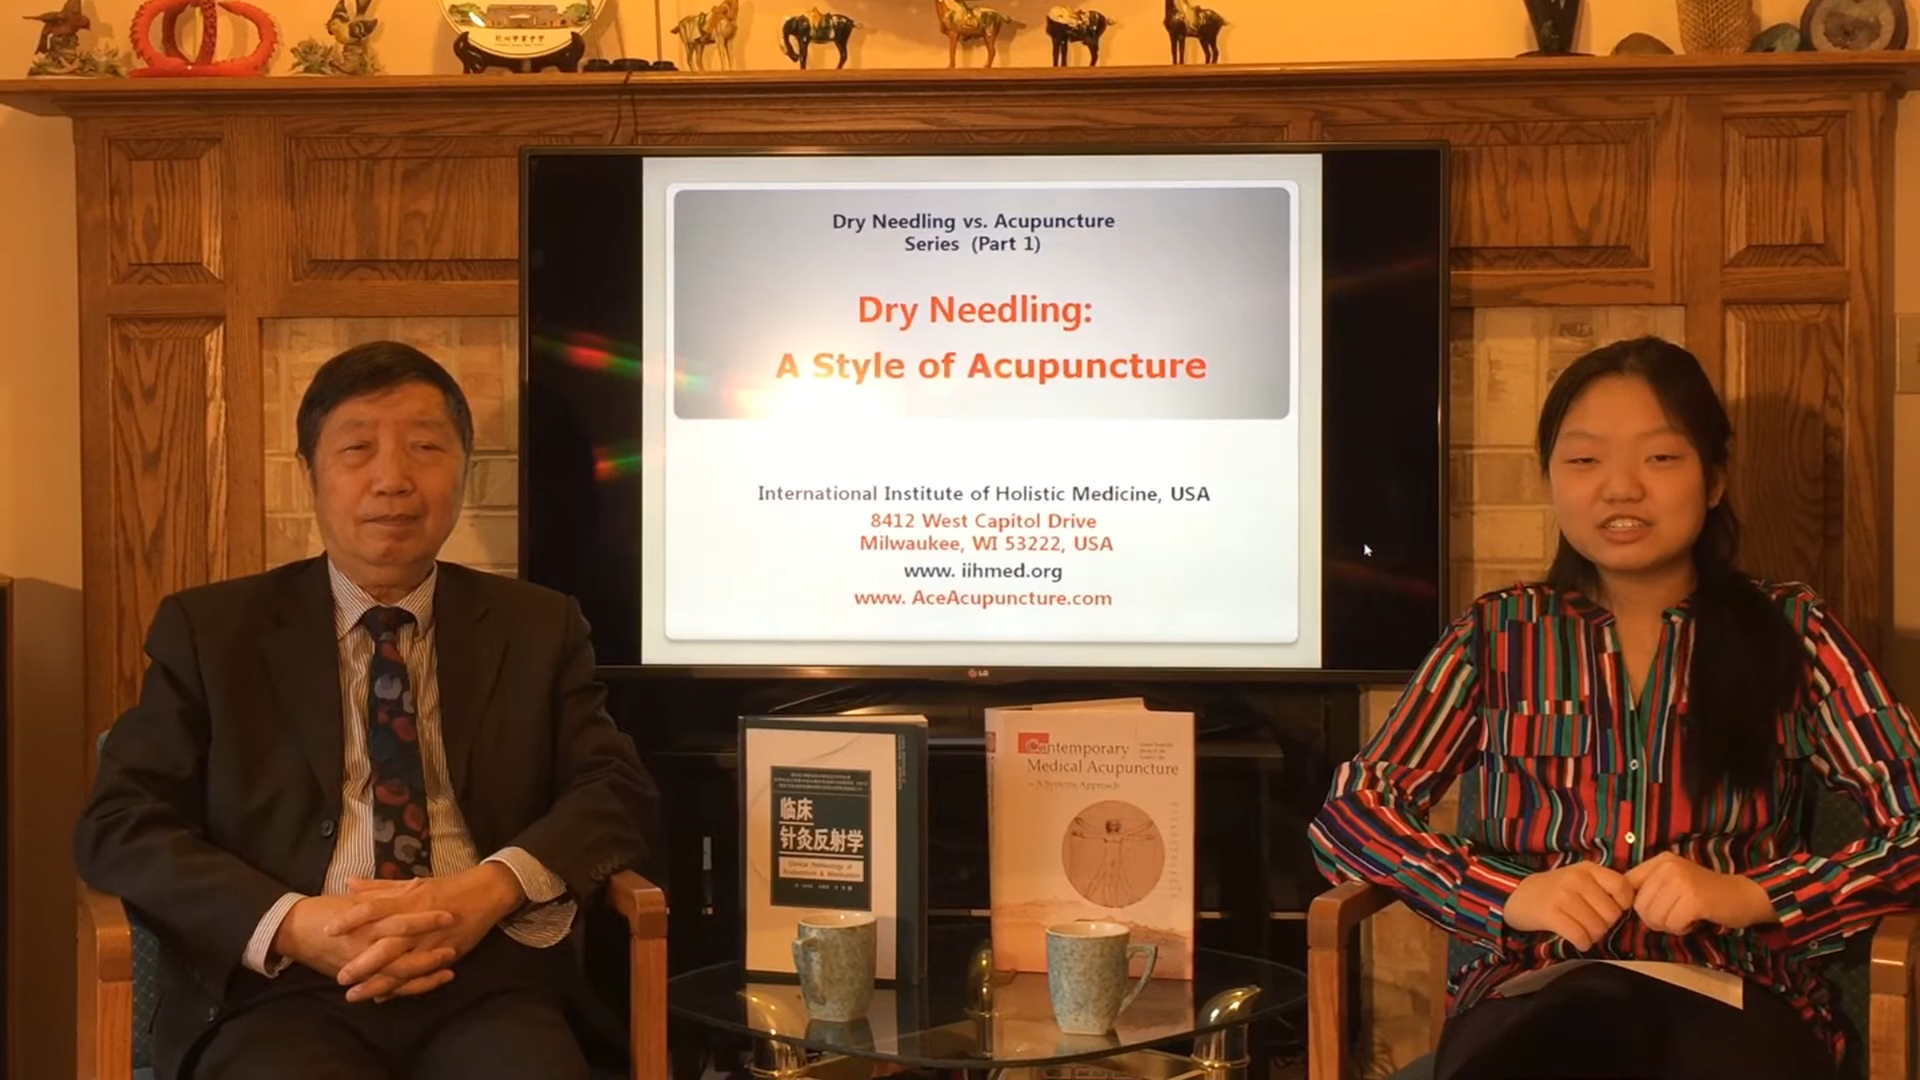 Dry Needling vs. Acupuncture
Series (Part 1)
Dry Needling:
A Style of Acupuncture
International Institute of Holistic Medicine, USA
8412 West Capitol Drive
Milwaukee, WI 53222, USA
www. iihmed.org
www. AceAcupuncture.com
LG
临床
针灸反射学
Contemporary
Medical Acupuncture
- A Systems Approach